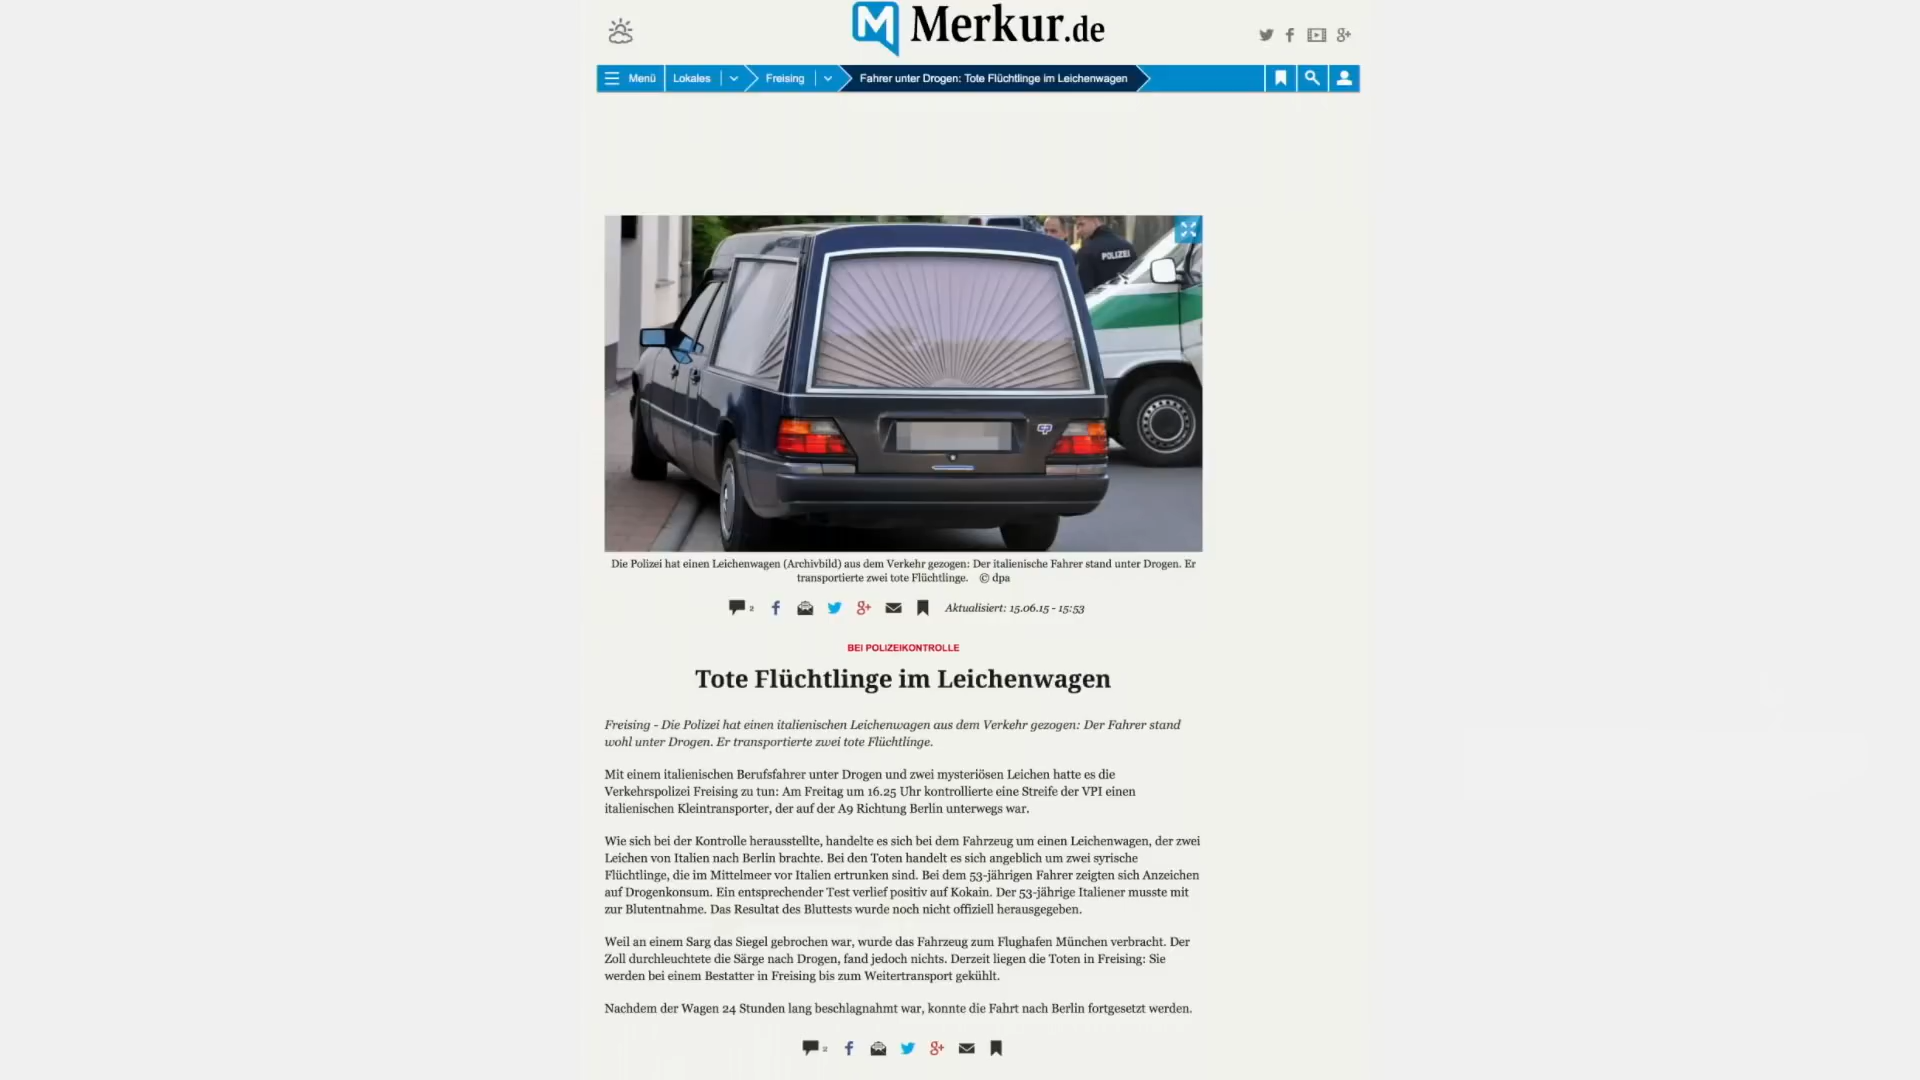 Merkur.de
Menü Lokales Freising Fahrer unter Drogen: Tote Flüchtlinge im Leichenwagen
POLIZEI
Die Polizei hat einen Leichenwagen (Archivbild) aus dem Verkehr gezogen: Der italienische Fahrer stand unter Drogen. Er
transportierte zwei tote Flüchtlinge. © dpa
2 Aktualisiert: 15.06.15 - 15:53
BEI POLIZEIKONTROLLE
Tote Flüchtlinge im Leichenwagen
Freising - Die Polizei hat einen italienischen Leichenwagen aus dem Verkehr gezogen: Der Fahrer stand
wohl unter Drogen. Er transportierte zwei tote Flüchtlinge.
Mit einem italienischen Berufsfahrer unter Drogen und zwei mysteriösen Leichen hatte es die
Verkehrspolizei Freising zu tun: Am Freitag um 16.25 Uhr kontrollierte eine Streife der VPI einen
italienischen Kleintransporter, der auf der A9 Richtung Berlin unterwegs war.
Wie sich bei der Kontrolle herausstellte, handelte es sich bei dem Fahrzeug um einen Leichenwagen, der zwei
Leichen von Italien nach Berlin brachte. Bei den Toten handelt es sich angeblich um zwei syrische
Flüchtlinge, die im Mittelmeer vor Italien ertrunken sind. Bei dem 53-jährigen Fahrer zeigten sich Anzeichen
auf Drogenkonsum. Ein entsprechender Test verlief positiv auf Kokain. Der 53-jährige Italiener musste mit
zur Blutentnahme. Das Resultat des Bluttests wurde noch nicht offiziell herausgegeben.
Weil an einem Sarg das Siegel gebrochen war, wurde das Fahrzeug zum Flughafen München verbracht. Der
Zoll durchleuchtete die Särge nach Drogen, fand jedoch nichts. Derzeit liegen die Toten in Freising: Sie
werden bei einem Bestatter in Freising bis zum Weitertransport gekühlt.
Nachdem der Wagen 24 Stunden lang beschlagnahmt war, konnte die Fahrt nach Berlin fortgesetzt werden.
2